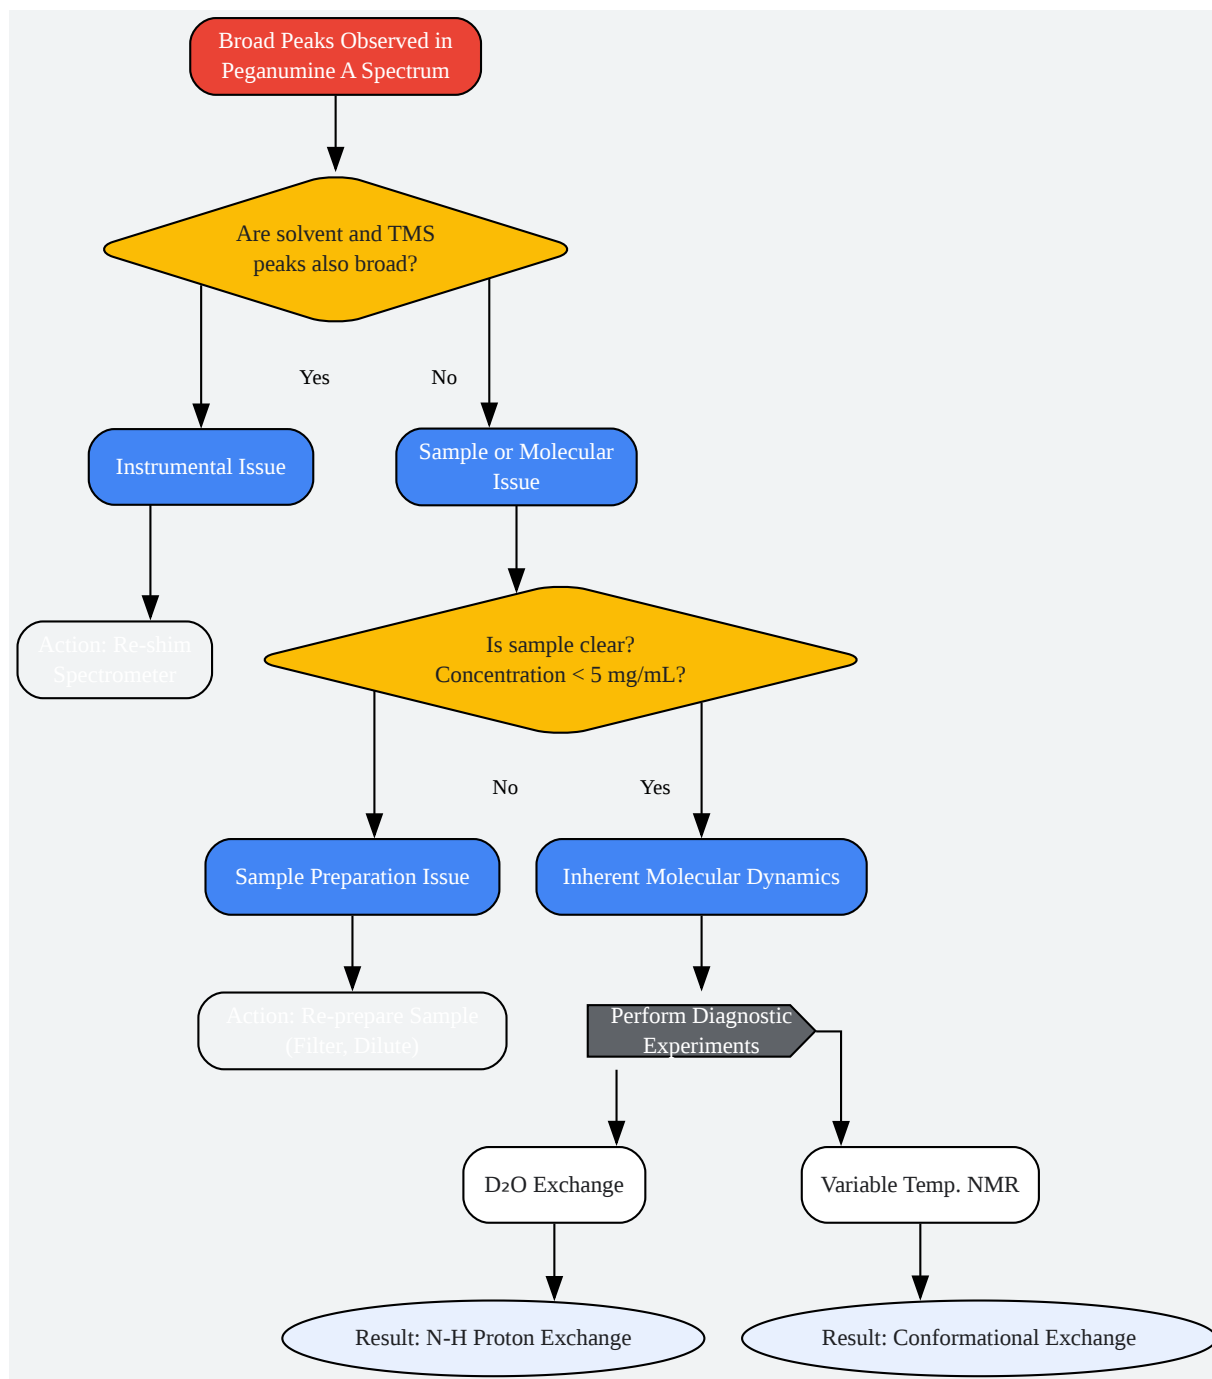 Broad Peaks Observed in
Peganumine A Spectrum
Are solvent and TMS
peaks also broad?
Yes
No
Instrumental Issue
Sample or Molecular
Issue
Action: Re-shim
Spectrometer
Is sample clear?
Concentration < 5 mg/mL?
No
Yes
Sample Preparation Issue
Inherent Molecular Dynamics
Action: Re-prepare Sample
(Filter, Dilute)
Perform Diagnostic
Experiments
D₂O Exchange
Variable Temp. NMR
Result: N-H Proton Exchange
Result: Conformational Exchange